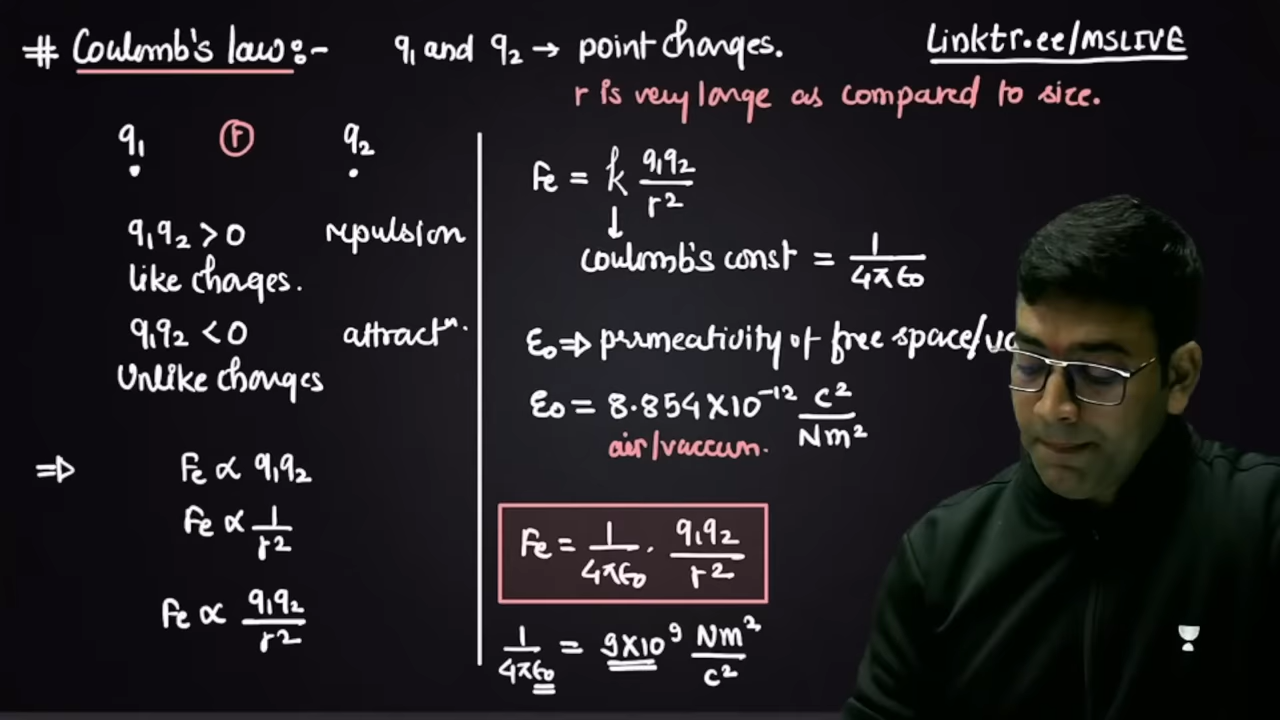 # Coulomb's law:-
q₁ and q₂ → point charges.
Linktr.ee/MSLIVE
r is very large as compared to size.
q₁ F q₂
q₁q₂ > 0 repulsion
like charges.
q₁q₂ < 0 attractⁿ.
Unlike charges
⇒ Fe ∝ q₁q₂
Fe ∝ 1/r²
Fe ∝ q₁q₂/r²
Fe = k q₁q₂/r²
↓
coulomb's const = 1/4πε₀
ε₀ ⇒ permeativity of free space/
ε₀ = 8.854 × 10⁻¹² C²/Nm²
air/vaccum.
Fe = 1/4πε₀ . q₁q₂/r²
1/4πε₀ = 9×10⁹ Nm²/C²